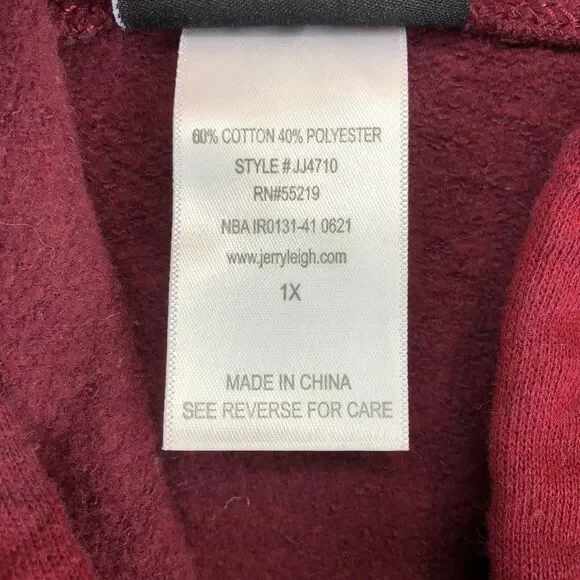 60% COTTON 40% POLYESTER
STYLE # JJ4710
RN#55219
NBA IR0131-41 0621
www.jerryleigh.com
1X
MADE IN CHINA
SEE REVERSE FOR CARE